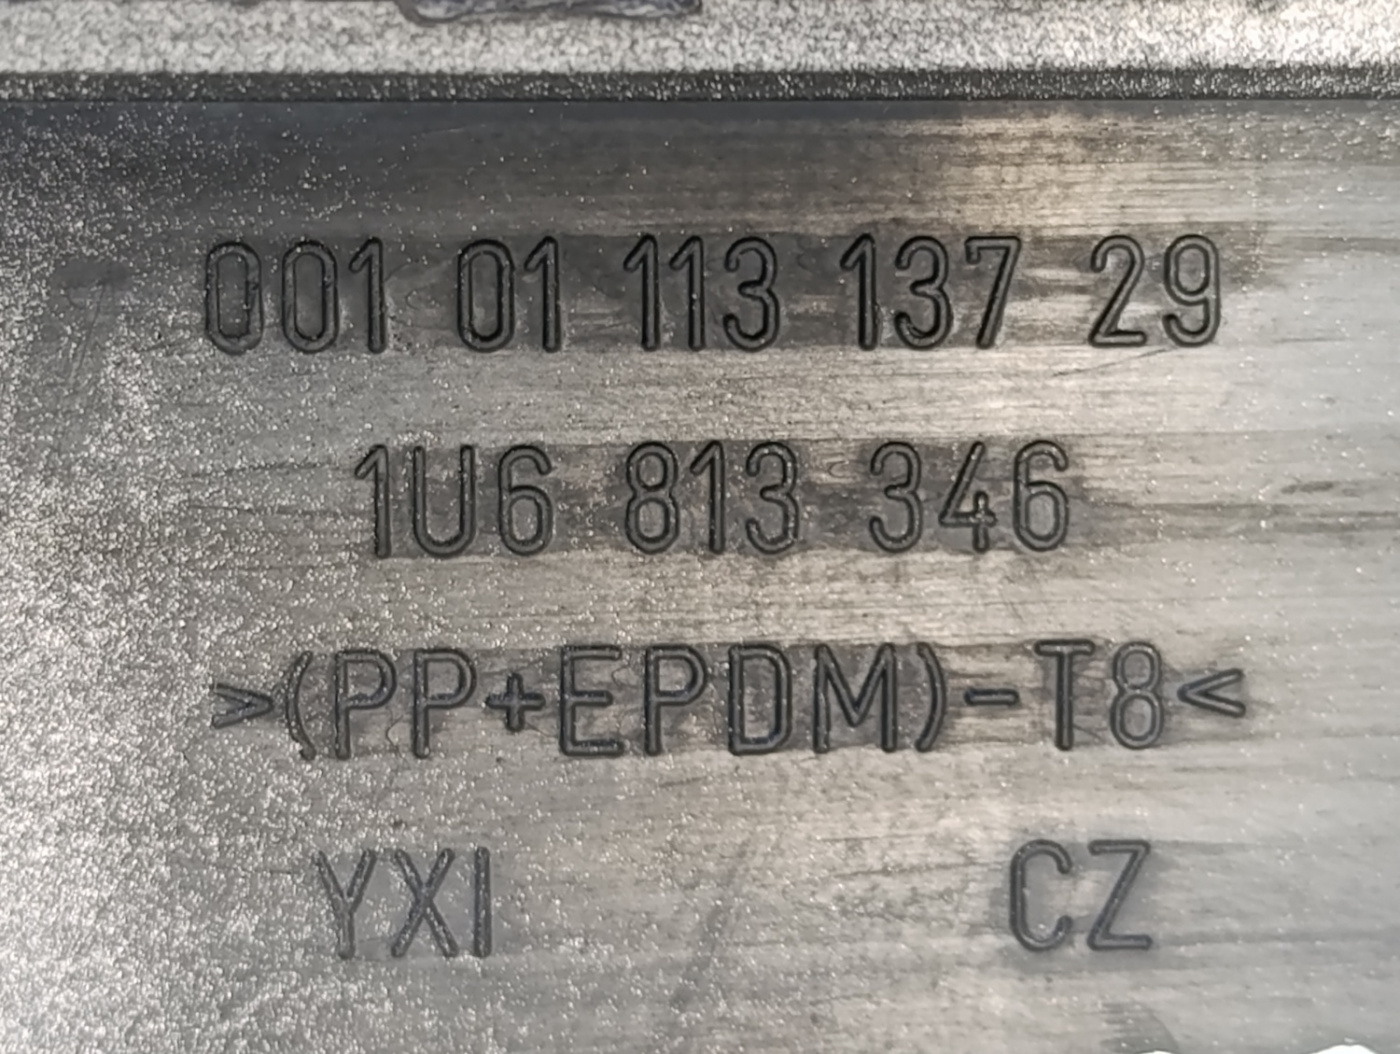 001 01 113 137 29
1U6 813 346
>(PP+EPDM)-T8<
YXI CZ